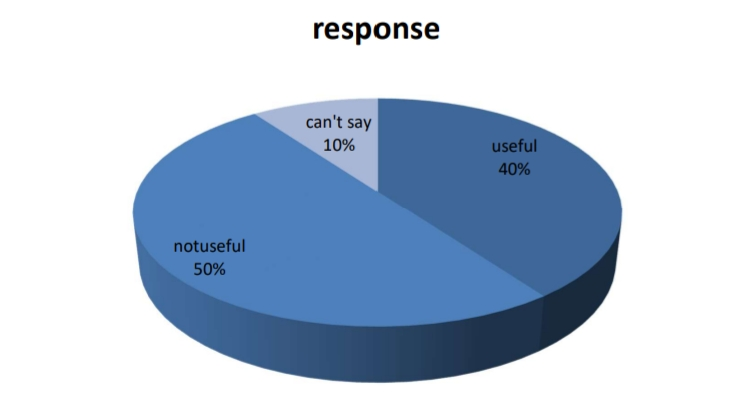 response
can't say
10%
useful
40%
notuseful
50%